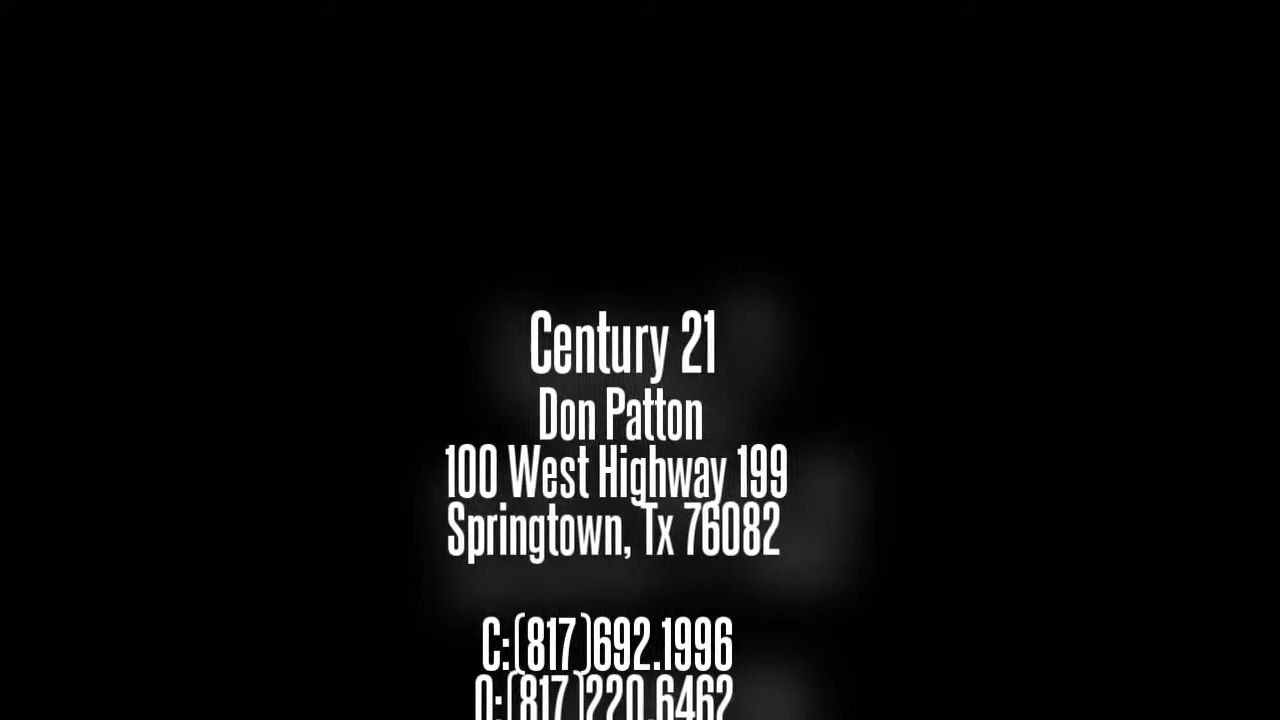 Century 21
Don Patton
100 West Highway 199
Springtown, Tx 76082
C:(817)692.1996
O:(817)220.6462